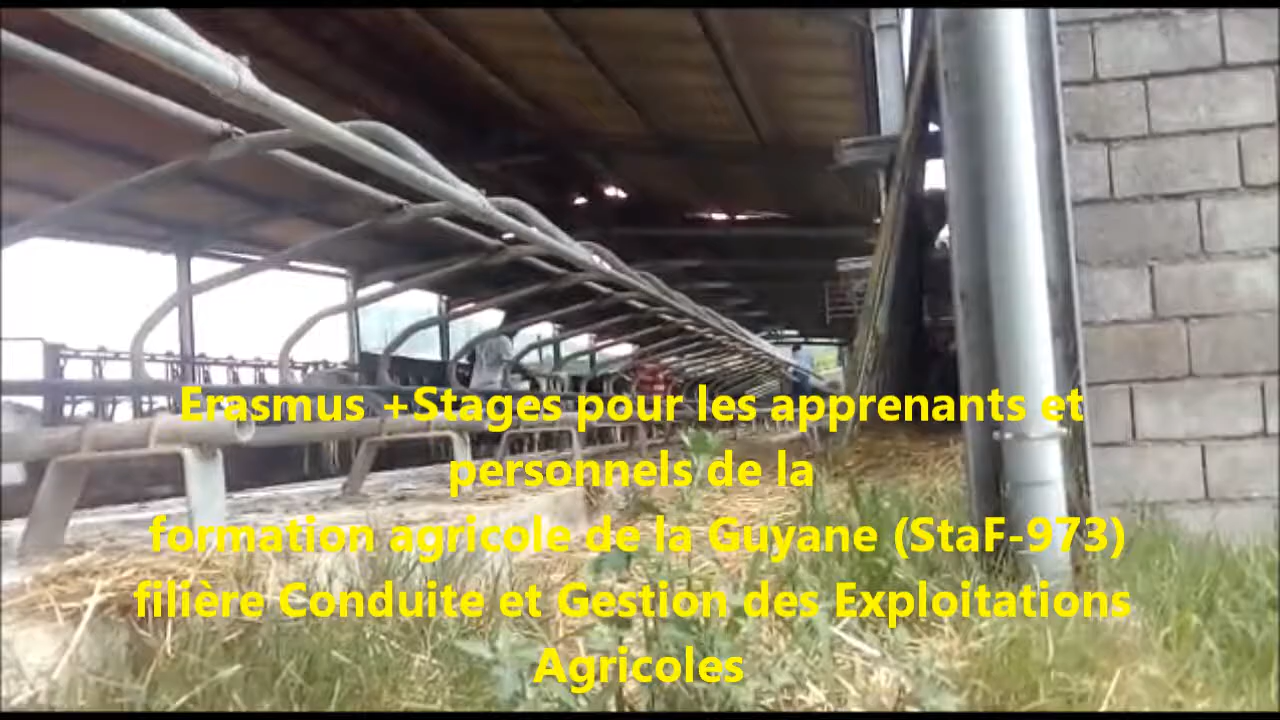 Erasmus +Stages pour les apprenants et
personnels de la
formation agricole de la Guyane (StaF-973)
filière Conduite et Gestion des Exploitations
Agricoles